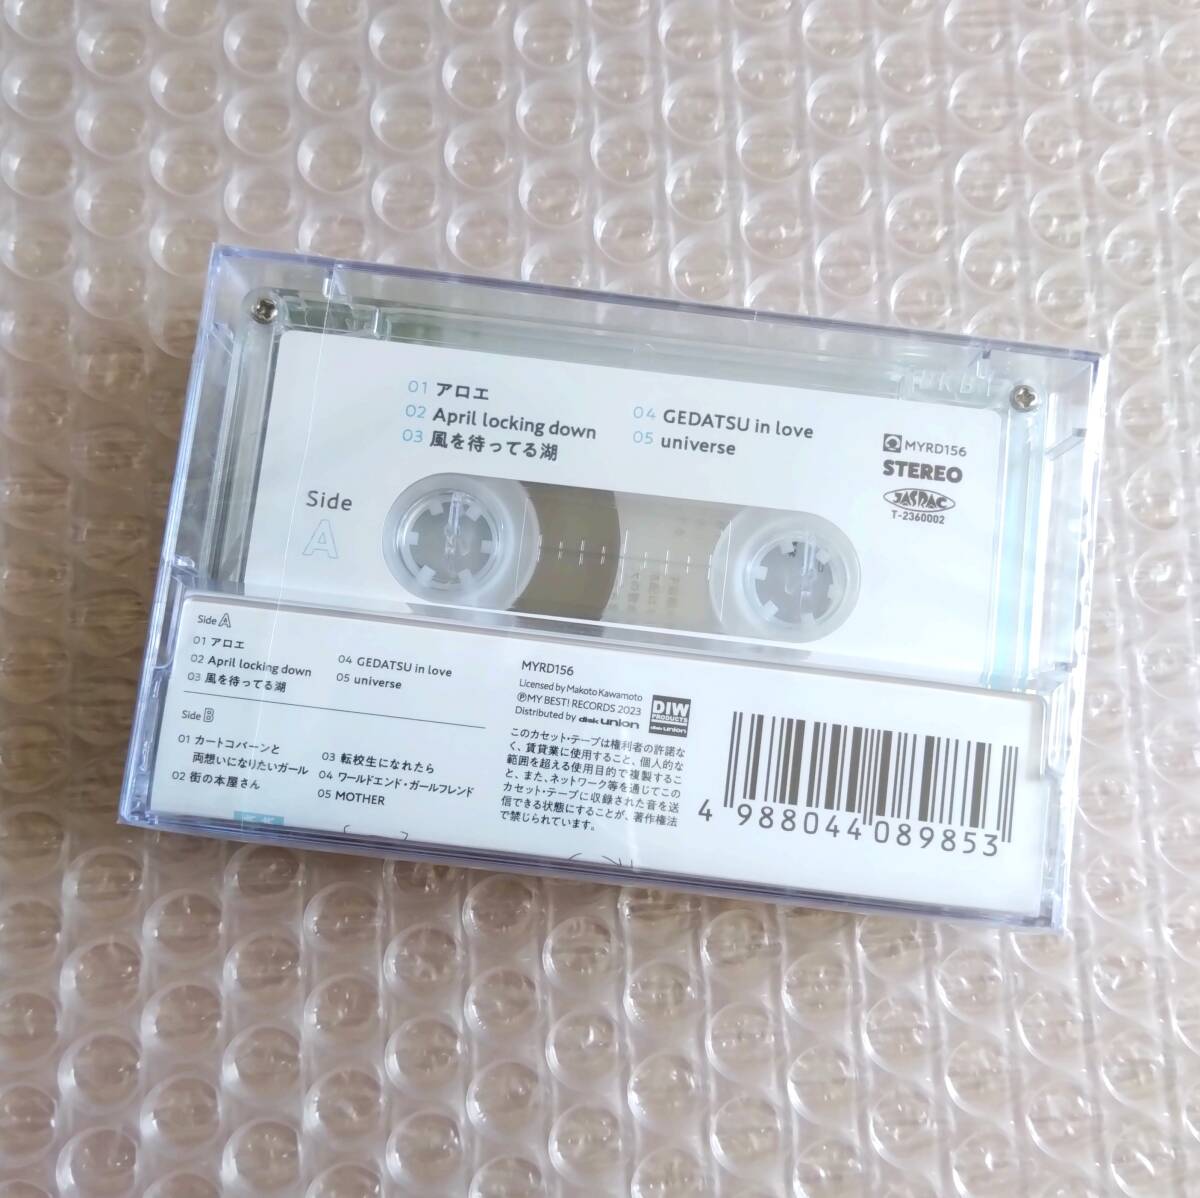 01 アロエ
02 April locking down
03 風を待ってる湖
04 GEDATSU in love
05 universe
MYRD156
STEREO
JASRAC
T-2360002
Side
A
Side A
01 アロエ
02 April locking down
03 風を待ってる湖
04 GEDATSU in love
05 universe
Side B
01 カートコバーンと
両想いになりたいガール
02 街の本屋さん
03 転校生になれたら
04 ワールドエンド・ガールフレンド
05 MOTHER
MYRD156
Licensed by Makoto Kawamoto
℗MY BEST! RECORDS 2023
Distributed by disk union
DIW
PRODUCTS
disk union
このカセット・テープは権利者の許諾な
く、賃貸業に使用すること、個人的な
範囲を超える使用目的で複製するこ
と、また、ネットワーク等を通じてこの
カセット・テープに収録された音を送
信できる状態にすることが、著作権法
で禁じられています。
4 988044 089853